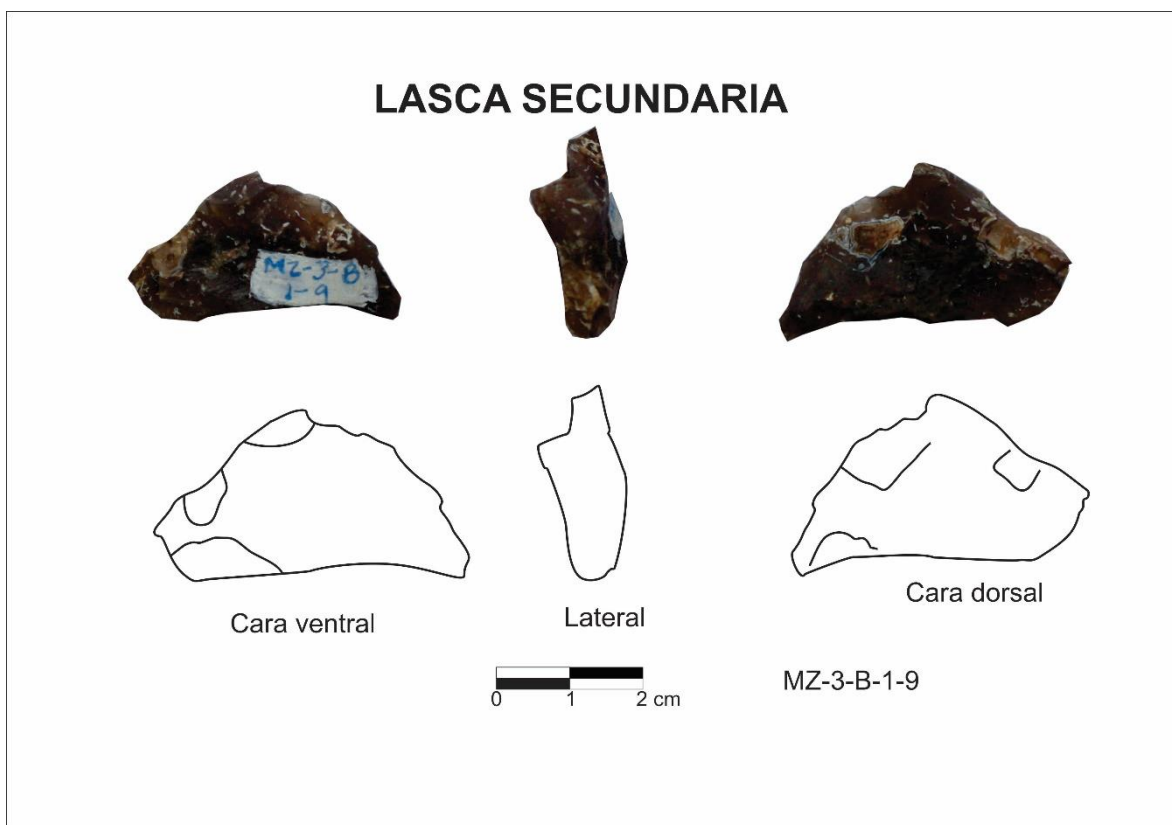 LASCA SECUNDARIA
MZ-3-B
1-9
Cara ventral
Lateral
Cara dorsal
0 1 2 cm
MZ-3-B-1-9